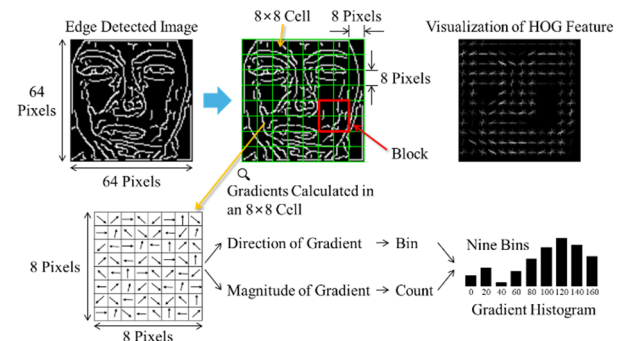 Edge Detected Image
8×8 Cell
8 Pixels
Visualization of HOG Feature
64
Pixels
8 Pixels
64 Pixels
Block
Gradients Calculated in
an 8×8 Cell
8 Pixels
Direction of Gradient → Bin
Magnitude of Gradient → Count
Nine Bins
0 20 40 60 80 100 120 140 160
Gradient Histogram
8 Pixels